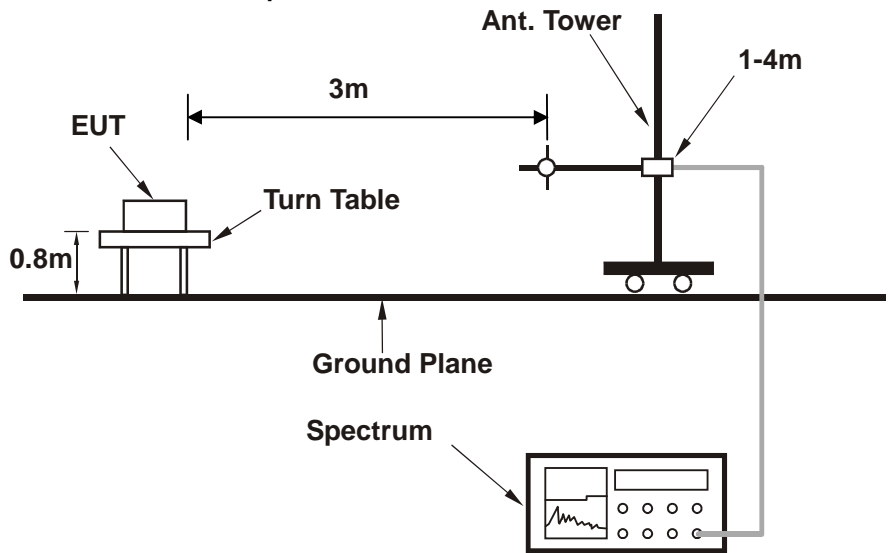 Ant. Tower
1-4m
3m
EUT
Turn Table
0.8m
Ground Plane
Spectrum